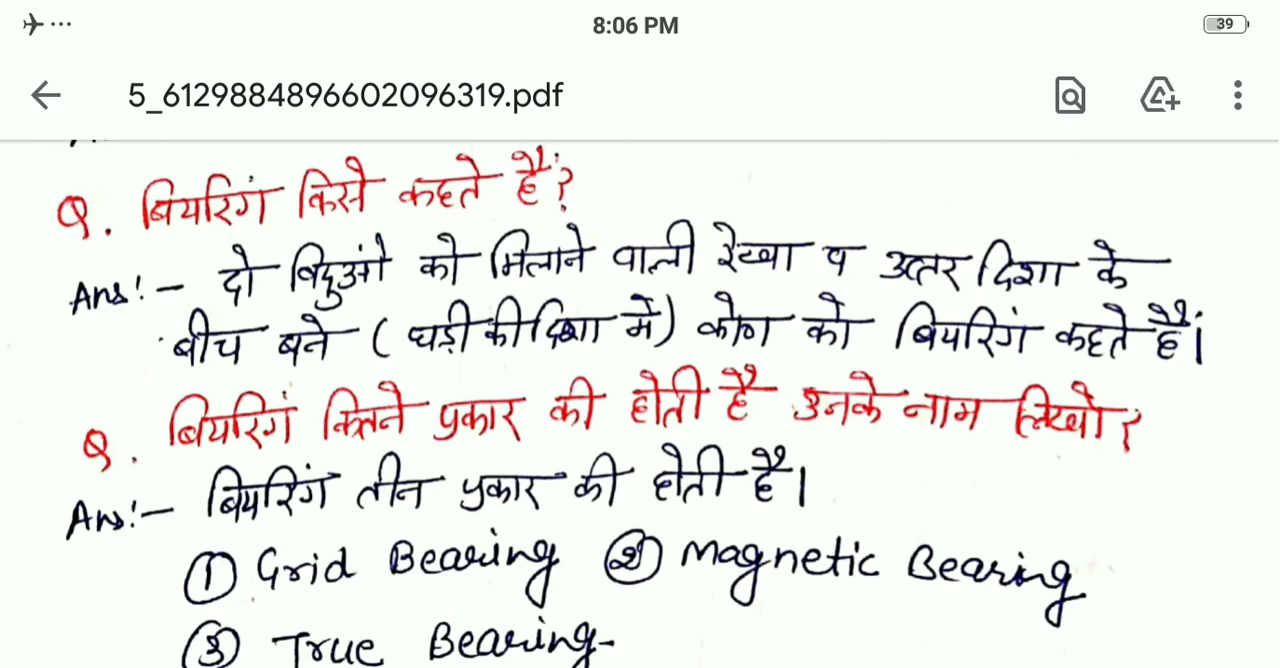 8:06 PM
39
5_6129884896602096319.pdf
Q. बियरिंग किसे कहते हैं?
Ans:- दो बिदुओं को मिलाने वाली रेखा व उत्तर दिशा के
बीच बने ( घड़ी की दिशा में ) कोण को बियरिंग कहते हैं।
Q. बियरिंग कितने प्रकार की होती है उनके नाम लिखो?
Ans:- बियरिंग तीन प्रकार की होती है।
① Grid Bearing ② Magnetic Bearing
③ True Bearing-